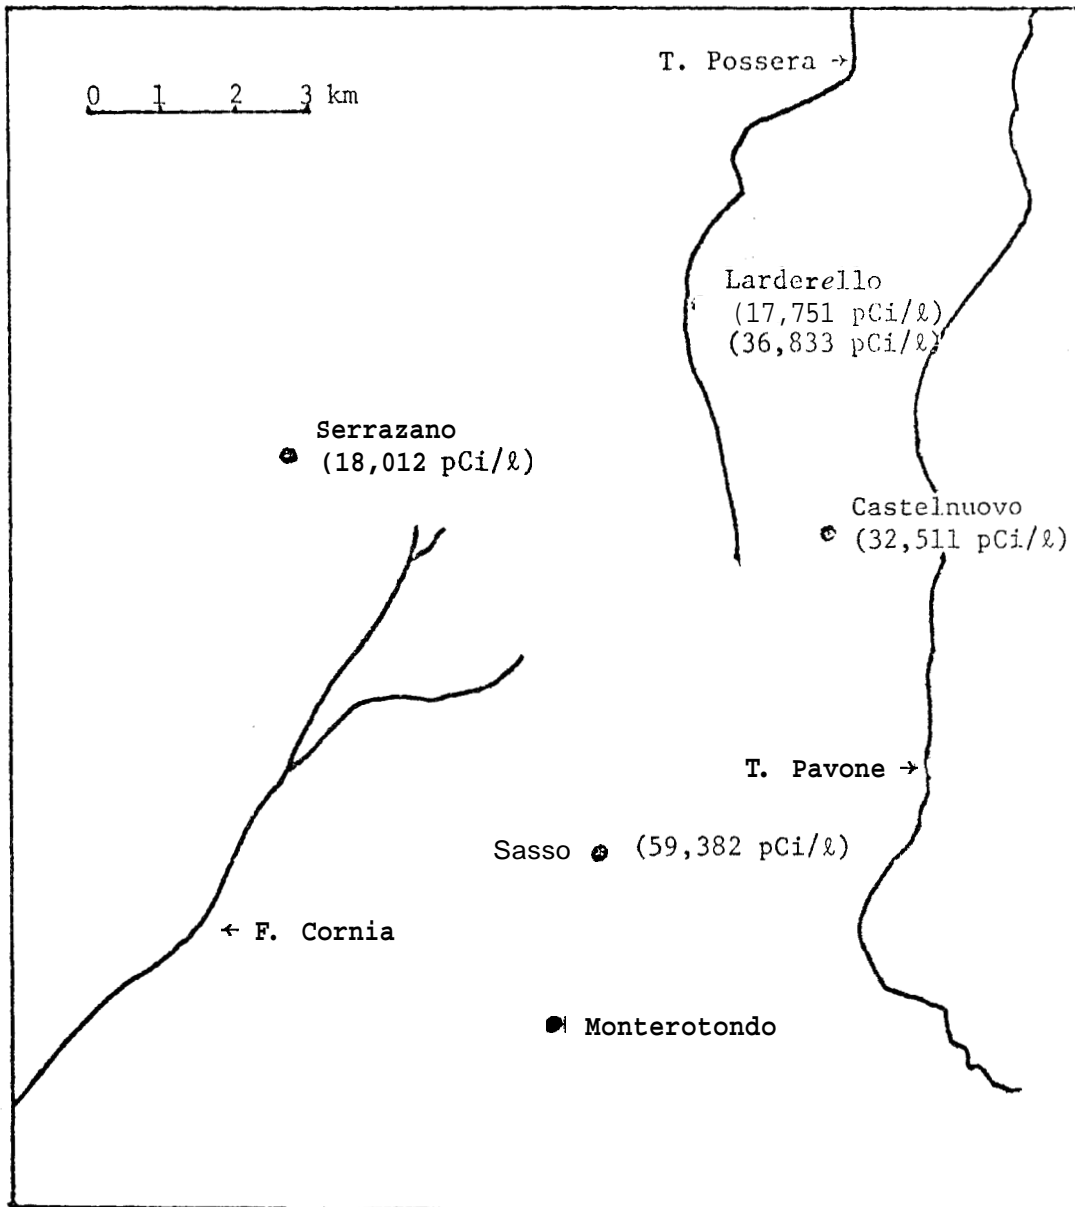 T. Possera →
0 1 2 3 km
Larderello
(17,751 pCi/ℓ)
(36,833 pCi/ℓ)
Serrazano
(18,012 pCi/ℓ)
Castelnuovo
(32,511 pCi/ℓ)
T. Pavone →
Sasso (59,382 pCi/ℓ)
← F. Cornia
Monterotondo